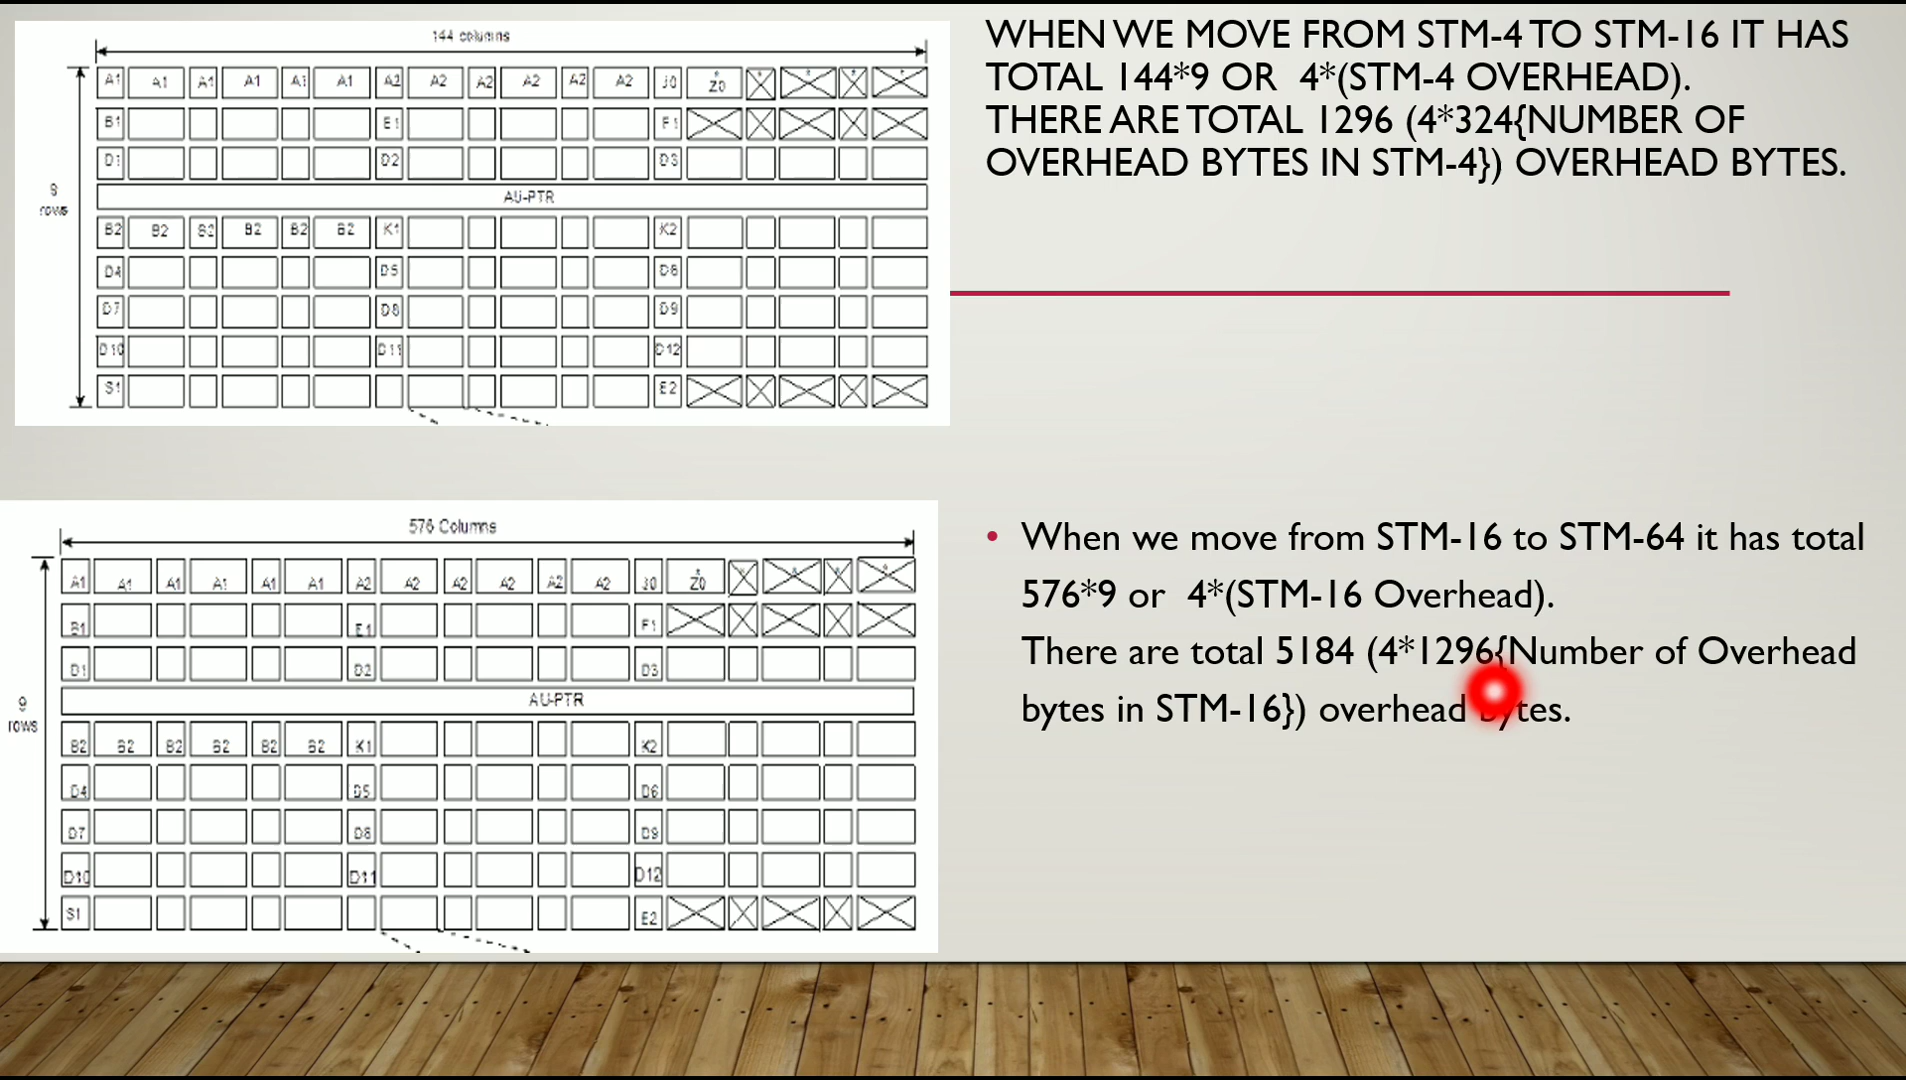 144 columns
A1 A1 A1 A1 A1 A1 A2 A2 A2 A2 A2 A2 J0 Z0
B1 E1 F1
D1 D2 D3
9
rows
AU-PTR
B2 B2 B2 B2 B2 B2 K1 K2
D4 D5 D6
D7 D8 D9
D10 D11 D12
S1 E2
WHEN WE MOVE FROM STM-4 TO STM-16 IT HAS
TOTAL 144*9 OR 4*(STM-4 OVERHEAD).
THERE ARE TOTAL 1296 (4*324{NUMBER OF
OVERHEAD BYTES IN STM-4}) OVERHEAD BYTES.
576 Columns
A1 A1 A1 A1 A1 A1 A2 A2 A2 A2 A2 A2 J0 Z0
B1 E1 F1
D1 D2 D3
9
rows
AU-PTR
B2 B2 B2 B2 B2 B2 K1 K2
D4 D5 D6
D7 D8 D9
D10 D11 D12
S1 E2
• When we move from STM-16 to STM-64 it has total
576*9 or 4*(STM-16 Overhead).
There are total 5184 (4*1296{Number of Overhead
bytes in STM-16}) overhead bytes.